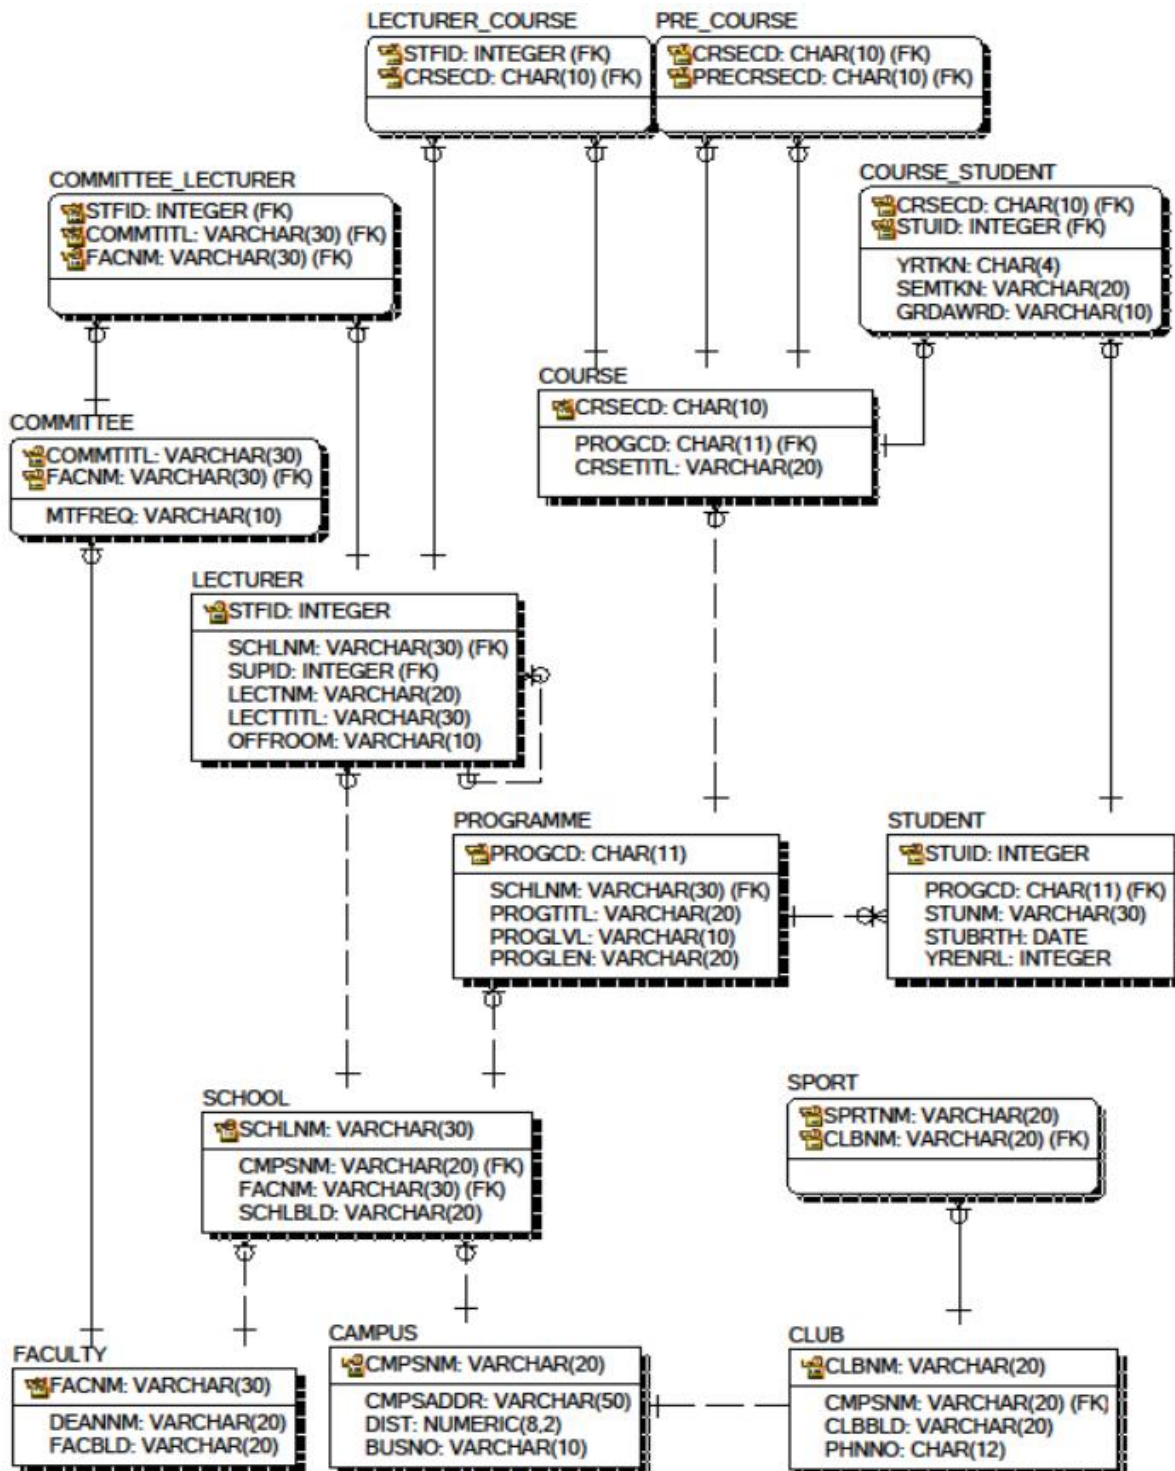 LECTURER_COURSE
STFID: INTEGER (FK)
CRSECD: CHAR(10) (FK)
PRE_COURSE
CRSECD: CHAR(10) (FK)
PRECRSECD: CHAR(10) (FK)
COMMITTEE_LECTURER
STFID: INTEGER (FK)
COMMTITL: VARCHAR(30) (FK)
FACNM: VARCHAR(30) (FK)
COURSE_STUDENT
CRSECD: CHAR(10) (FK)
STUID: INTEGER (FK)
YRTKN: CHAR(4)
SEMTKN: VARCHAR(20)
GRDAWRD: VARCHAR(10)
COURSE
CRSECD: CHAR(10)
PROGCD: CHAR(11) (FK)
CRSETITL: VARCHAR(20)
COMMITTEE
COMMTITL: VARCHAR(30)
FACNM: VARCHAR(30) (FK)
MTFREQ: VARCHAR(10)
LECTURER
STFID: INTEGER
SCHLNM: VARCHAR(30) (FK)
SUPID: INTEGER (FK)
LECTNM: VARCHAR(20)
LECTTITL: VARCHAR(30)
OFFROOM: VARCHAR(10)
PROGRAMME
PROGCD: CHAR(11)
SCHLNM: VARCHAR(30) (FK)
PROGTITL: VARCHAR(20)
PROGLVL: VARCHAR(10)
PROGLEN: VARCHAR(20)
STUDENT
STUID: INTEGER
PROGCD: CHAR(11) (FK)
STUNM: VARCHAR(30)
STUBRTH: DATE
YRENRL: INTEGER
SCHOOL
SCHLNM: VARCHAR(30)
CMPSNM: VARCHAR(20) (FK)
FACNM: VARCHAR(30) (FK)
SCHLBLD: VARCHAR(20)
SPORT
SPRTNM: VARCHAR(20)
CLBNM: VARCHAR(20) (FK)
FACULTY
FACNM: VARCHAR(30)
DEANNM: VARCHAR(20)
FACBLD: VARCHAR(20)
CAMPUS
CMPSNM: VARCHAR(20)
CMPSADDR: VARCHAR(50)
DIST: NUMERIC(8,2)
BUSNO: VARCHAR(10)
CLUB
CLBNM: VARCHAR(20)
CMPSNM: VARCHAR(20) (FK)
CLBBLD: VARCHAR(20)
PHNNO: CHAR(12)